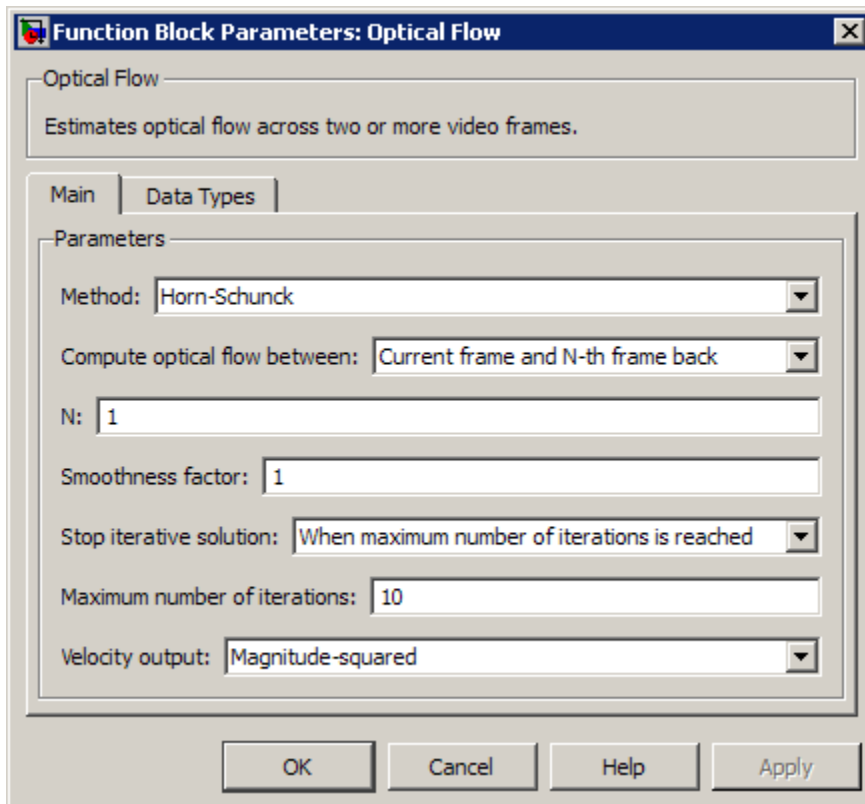 Function Block Parameters: Optical Flow
Optical Flow
Estimates optical flow across two or more video frames.
Main Data Types
Parameters
Method: Horn-Schunck
Compute optical flow between: Current frame and N-th frame back
N: 1
Smoothness factor: 1
Stop iterative solution: When maximum number of iterations is reached
Maximum number of iterations: 10
Velocity output: Magnitude-squared
OK Cancel Help Apply